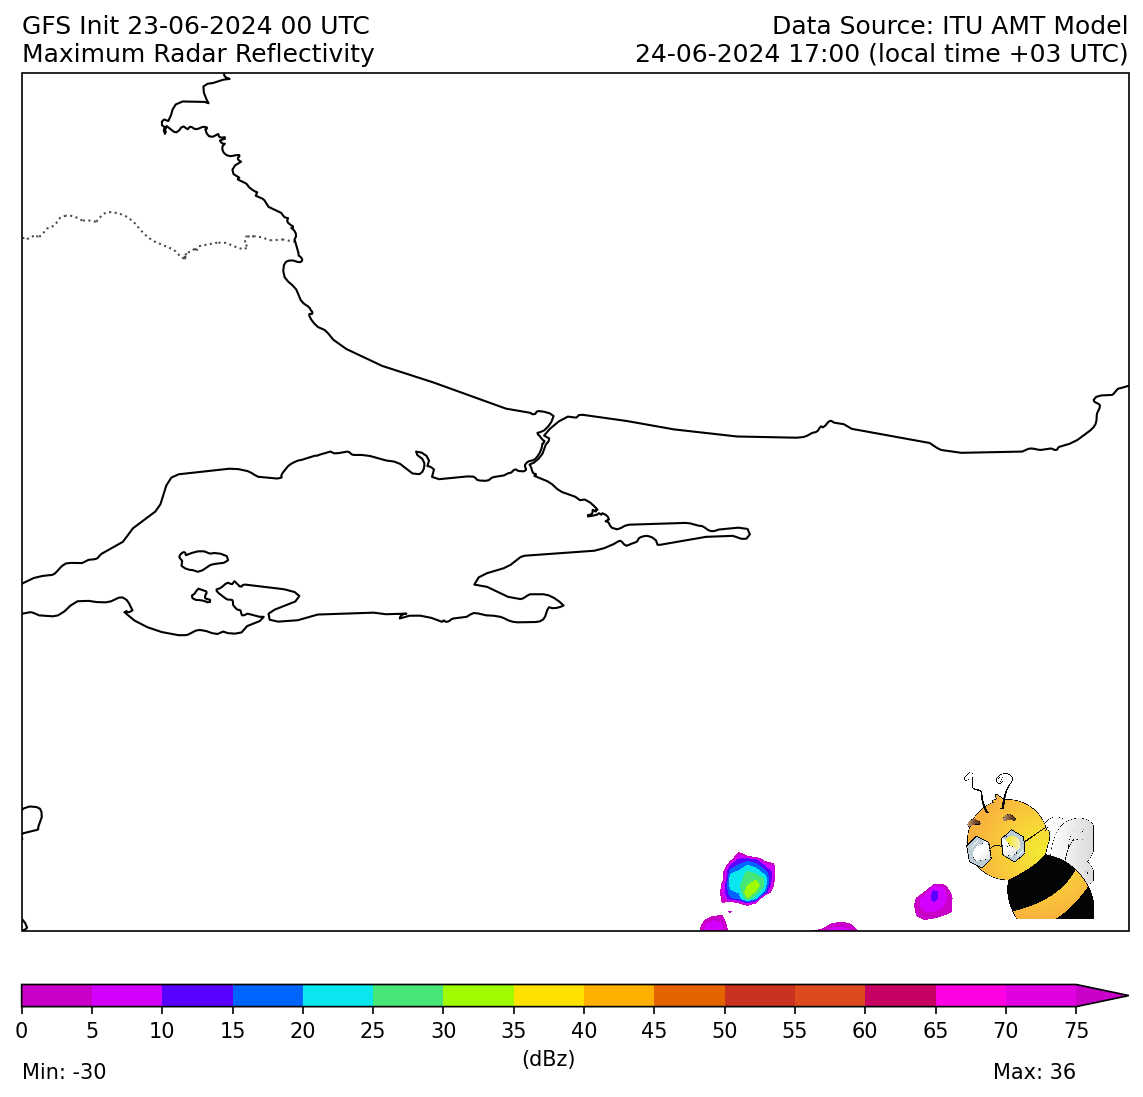 GFS Init 23-06-2024 00 UTC
Data Source: ITU AMT Model
Maximum Radar Reflectivity
24-06-2024 17:00 (local time +03 UTC)
0 5 10 15 20 25 30 35 40 45 50 55 60 65 70 75
(dBz)
Min: -30
Max: 36